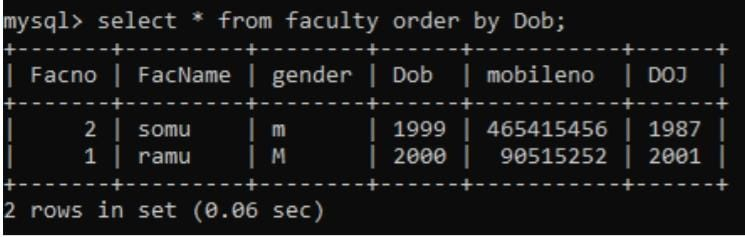 mysql> select * from faculty order by Dob;
+-------+---------+--------+------+-----------+------+
| Facno | FacName | gender | Dob  | mobileno  | DOJ  |
+-------+---------+--------+------+-----------+------+
|     2 | somu    | m      | 1999 | 465415456 | 1987 |
|     1 | ramu    | M      | 2000 |  90515252 | 2001 |
+-------+---------+--------+------+-----------+------+
2 rows in set (0.06 sec)